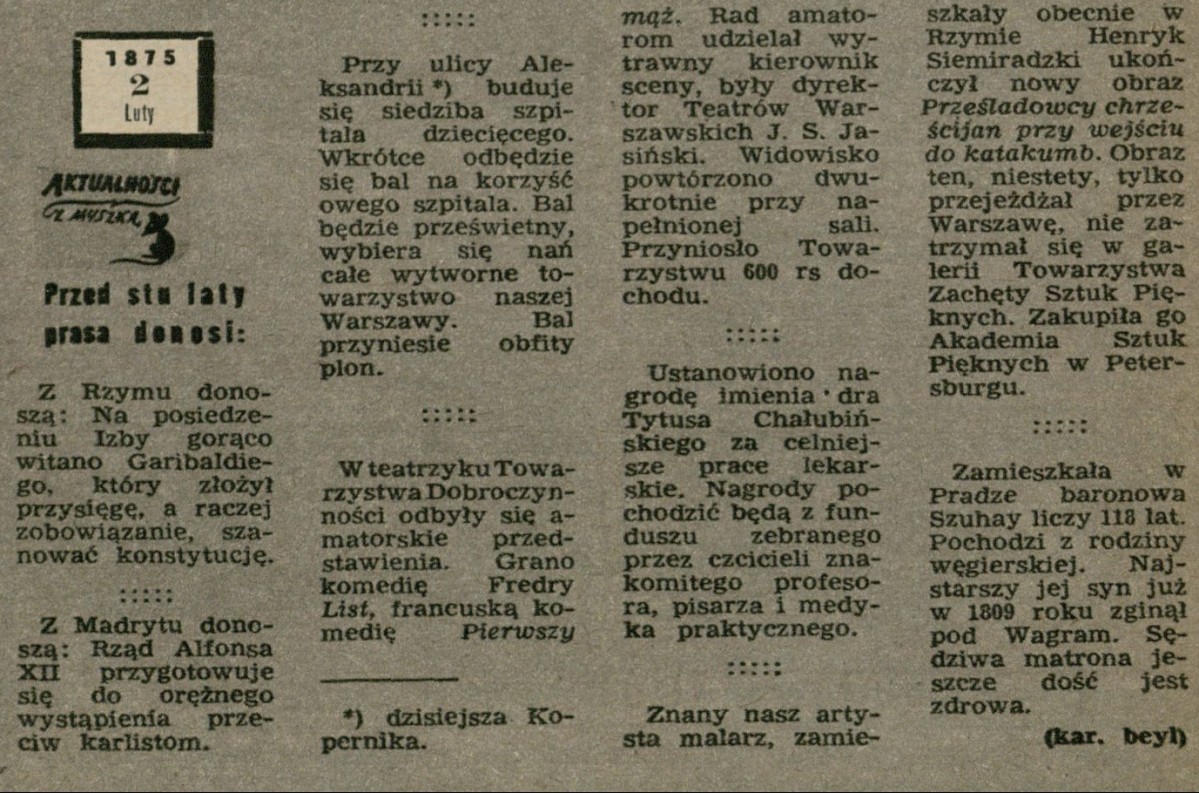 1875
2
Luty
AKTUALNOŚCI
Z MYSZKĄ
Przed stu laty
prasa donosi:
Z Rzymu dono-
szą: Na posiedze-
niu Izby gorąco
witano Garibaldie-
go, który złożył
przysięgę, a raczej
zobowiązanie, sza-
nować konstytucję.
:::::
Z Madrytu dono-
szą: Rząd Alfonsa
XII przygotowuje
się do orężnego
wystąpienia prze-
ciw karlistom.
:::::
Przy ulicy Ale-
ksandrii *) buduje
się siedziba szpi-
tala dziecięcego.
Wkrótce odbędzie
się bal na korzyść
owego szpitala. Bal
będzie prześwietny,
wybiera się nań
całe wytworne to-
warzystwo naszej
Warszawy. Bal
przyniesie obfity
plon.
:::::
W teatrzyku Towa-
rzystwa Dobroczyn-
ności odbyły się a-
matorskie przed-
stawienia. Grano
komedię Fredry
List, francuską ko-
medię Pierwszy
*) dzisiejsza Ko-
pernika.
mąż. Rad amato-
rom udzielał wy-
trawny kierownik
sceny, były dyrek-
tor Teatrów War-
szawskich J. S. Ja-
siński. Widowisko
powtórzono dwu-
krotnie przy na-
pełnionej sali.
Przyniosło Towa-
rzystwu 600 rs do-
chodu.
:::::
Ustanowiono na-
grodę imienia dra
Tytusa Chałubiń-
skiego za celniej-
sze prace lekar-
skie. Nagrody po-
chodzić będą z fun-
duszu zebranego
przez czcicieli zna-
komitego profeso-
ra, pisarza i medy-
ka praktycznego.
:::::
Znany nasz arty-
sta malarz, zamie-
szkały obecnie w
Rzymie Henryk
Siemiradzki ukoń-
czył nowy obraz
Prześladowcy chrze-
ścijan przy wejściu
do katakumb. Obraz
ten, niestety, tylko
przejeżdżał przez
Warszawę, nie za-
trzymał się w ga-
lerii Towarzystwa
Zachęty Sztuk Pię-
knych. Zakupiła go
Akademia Sztuk
Pięknych w Peter-
sburgu.
:::::
Zamieszkała w
Pradze baronowa
Szuhay liczy 118 lat.
Pochodzi z rodziny
węgierskiej. Naj-
starszy jej syn już
w 1809 roku zginął
pod Wagram. Sę-
dziwa matrona je-
szcze dość jest
zdrowa.
(kar. beyl)